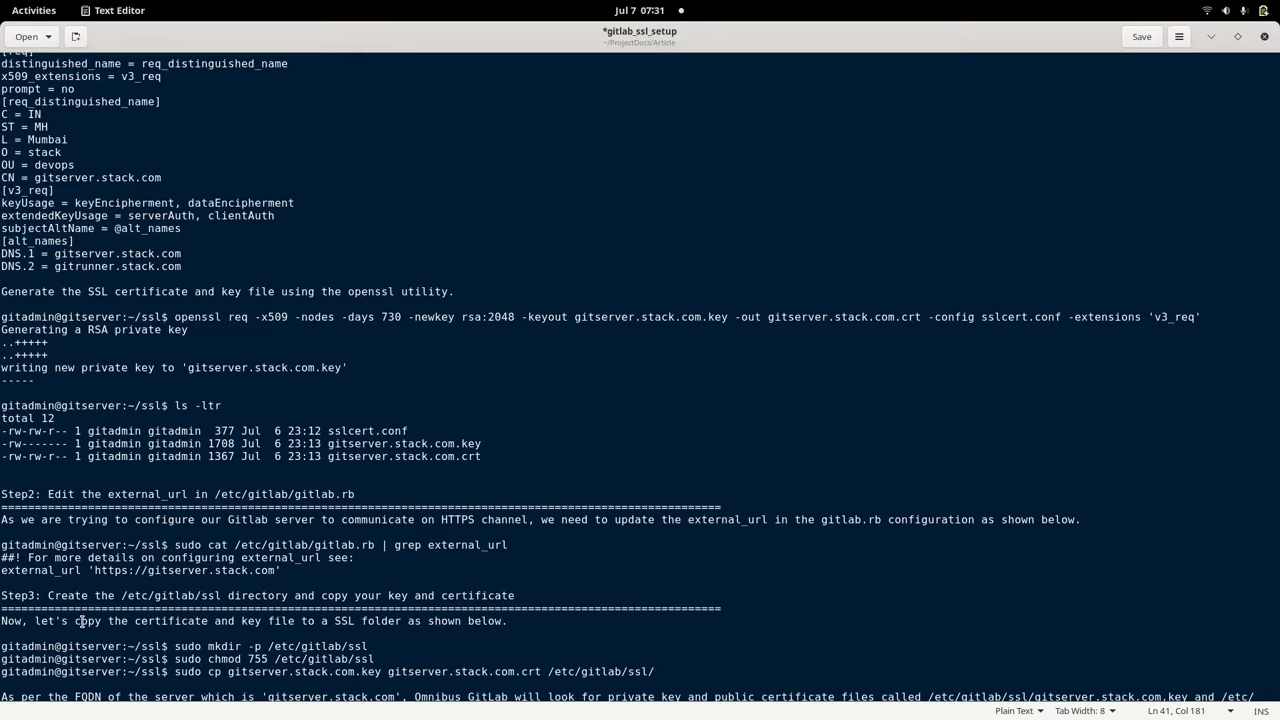 Activities
Text Editor
Jul 7 07:31
Open
*gitlab_ssl_setup
~/ProjectDocs/Article
Save
[req]
distinguished_name = req_distinguished_name
x509_extensions = v3_req
prompt = no
[req_distinguished_name]
C = IN
ST = MH
L = Mumbai
O = stack
OU = devops
CN = gitserver.stack.com
[v3_req]
keyUsage = keyEncipherment, dataEncipherment
extendedKeyUsage = serverAuth, clientAuth
subjectAltName = @alt_names
[alt_names]
DNS.1 = gitserver.stack.com
DNS.2 = gitrunner.stack.com
Generate the SSL certificate and key file using the openssl utility.
gitadmin@gitserver:~/ssl$ openssl req -x509 -nodes -days 730 -newkey rsa:2048 -keyout gitserver.stack.com.key -out gitserver.stack.com.crt -config sslcert.conf -extensions 'v3_req'
Generating a RSA private key
..+++++
..+++++
writing new private key to 'gitserver.stack.com.key'
-----
gitadmin@gitserver:~/ssl$ ls -ltr
total 12
-rw-rw-r-- 1 gitadmin gitadmin  377 Jul  6 23:12 sslcert.conf
-rw------- 1 gitadmin gitadmin 1708 Jul  6 23:13 gitserver.stack.com.key
-rw-rw-r-- 1 gitadmin gitadmin 1367 Jul  6 23:13 gitserver.stack.com.crt
Step2: Edit the external_url in /etc/gitlab/gitlab.rb
============================================================================================================
As we are trying to configure our Gitlab server to communicate on HTTPS channel, we need to update the external_url in the gitlab.rb configuration as shown below.
gitadmin@gitserver:~/ssl$ sudo cat /etc/gitlab/gitlab.rb | grep external_url
##! For more details on configuring external_url see:
external_url 'https://gitserver.stack.com'
Step3: Create the /etc/gitlab/ssl directory and copy your key and certificate
============================================================================================================
Now, let's copy the certificate and key file to a SSL folder as shown below.
gitadmin@gitserver:~/ssl$ sudo mkdir -p /etc/gitlab/ssl
gitadmin@gitserver:~/ssl$ sudo chmod 755 /etc/gitlab/ssl
gitadmin@gitserver:~/ssl$ sudo cp gitserver.stack.com.key gitserver.stack.com.crt /etc/gitlab/ssl/
As per the FQDN of the server which is 'gitserver.stack.com', Omnibus GitLab will look for private key and public certificate files called /etc/gitlab/ssl/gitserver.stack.com.key and /etc/
Plain Text
Tab Width: 8
Ln 41, Col 181
INS